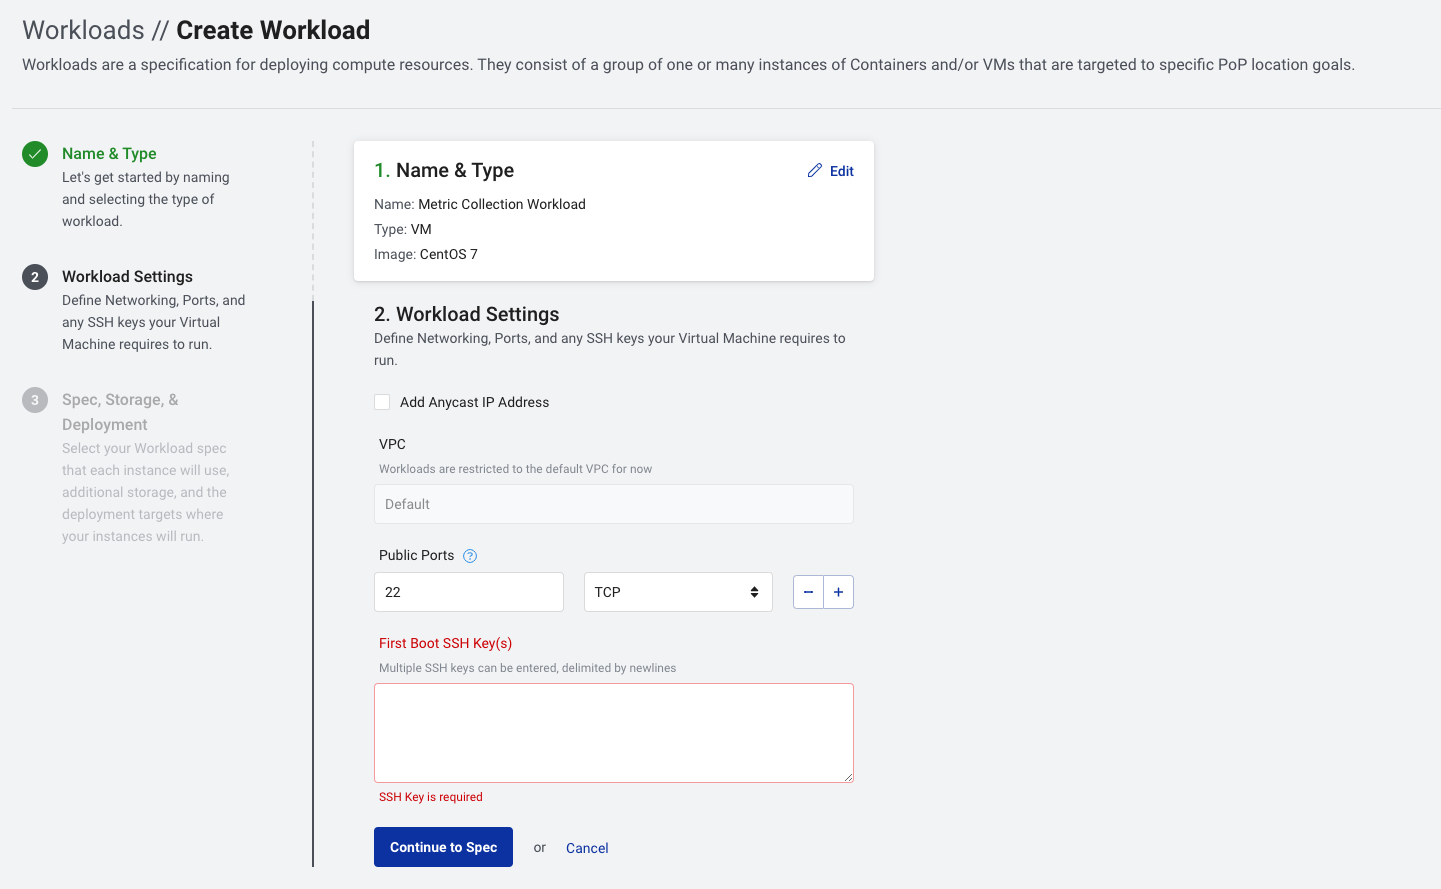 Workloads // Create Workload
Workloads are a specification for deploying compute resources. They consist of a group of one or many instances of Containers and/or VMs that are targeted to specific PoP location goals.
Name & Type
Let's get started by naming
and selecting the type of
workload.
2
Workload Settings
Define Networking, Ports, and
any SSH keys your Virtual
Machine requires to run.
3
Spec, Storage, &
Deployment
Select your Workload spec
that each instance will use,
additional storage, and the
deployment targets where
your instances will run.
1. Name & Type
Edit
Name: Metric Collection Workload
Type: VM
Image: CentOS 7
2. Workload Settings
Define Networking, Ports, and any SSH keys your Virtual Machine requires to
run.
Add Anycast IP Address
VPC
Workloads are restricted to the default VPC for now
Default
Public Ports ?
22
TCP
− +
First Boot SSH Key(s)
Multiple SSH keys can be entered, delimited by newlines
SSH Key is required
Continue to Spec or Cancel